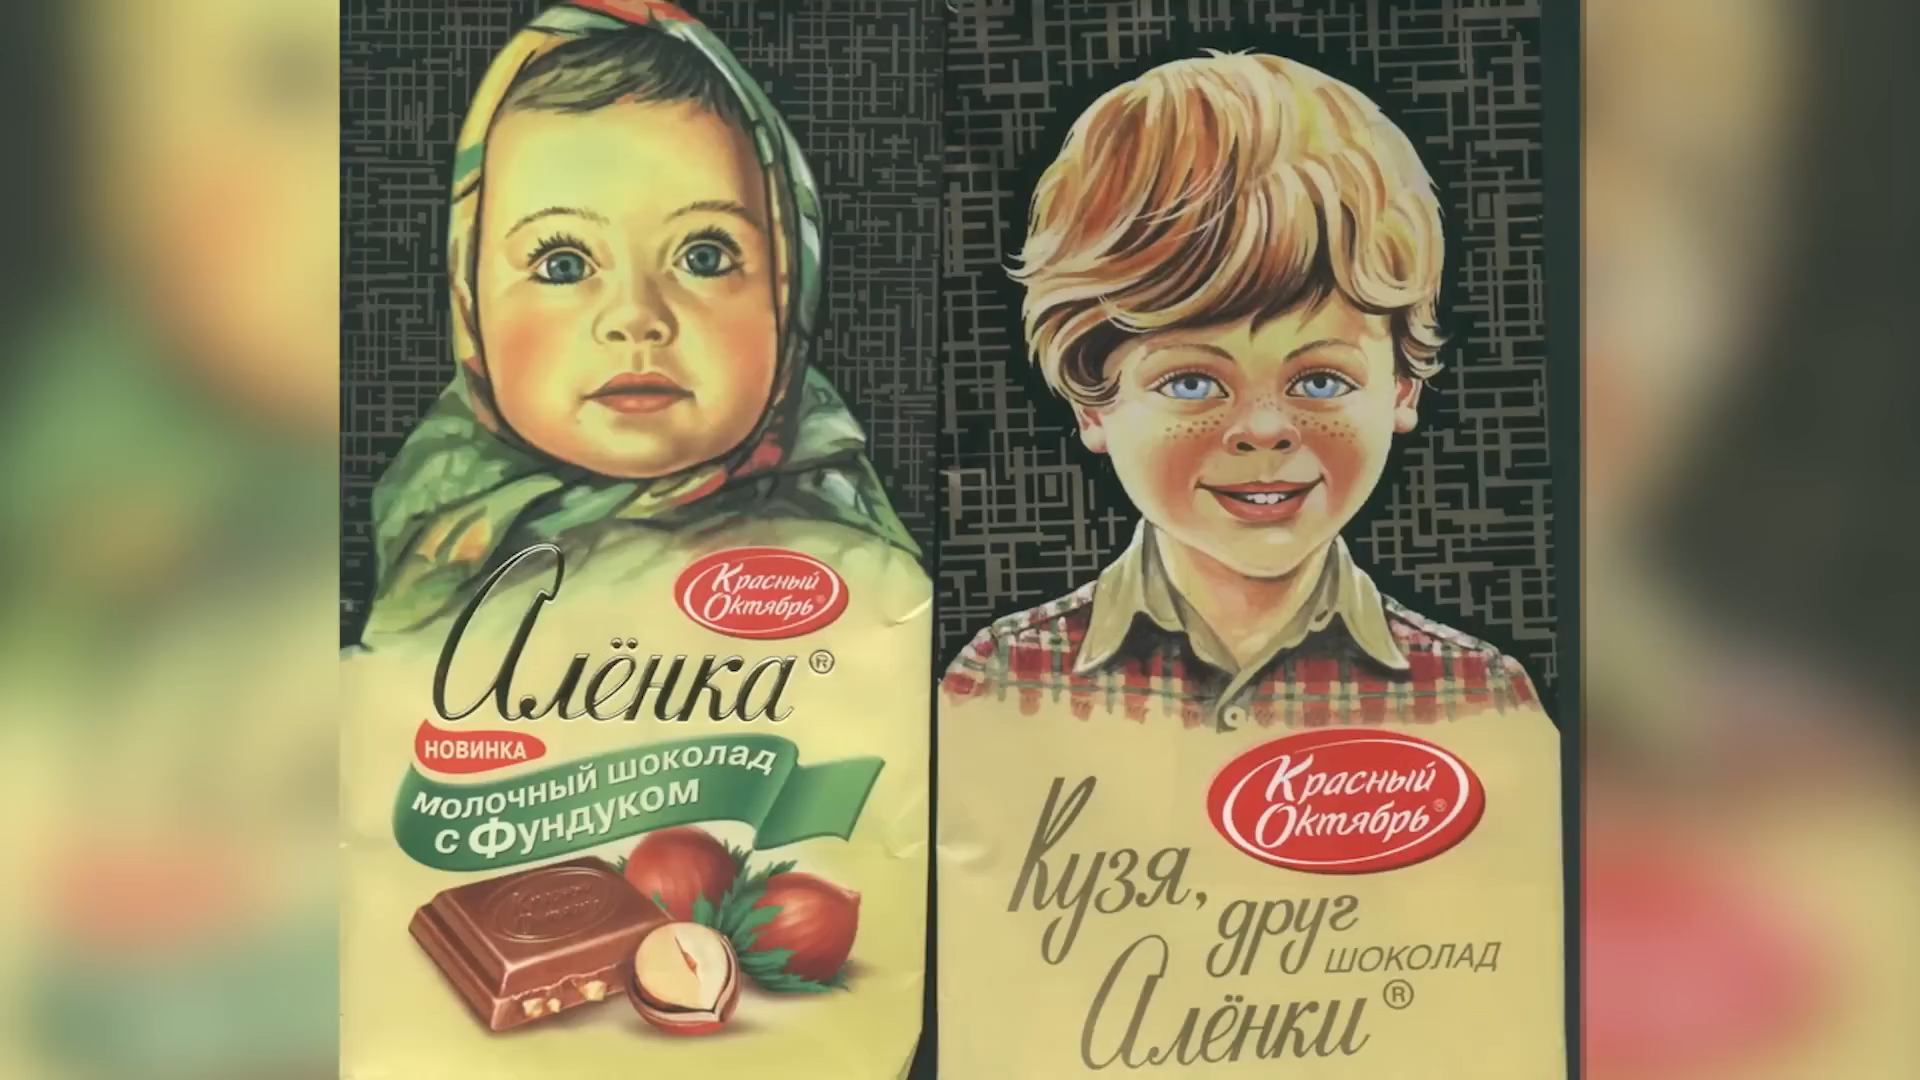 Красный
Октябрь
Алёнка®
НОВИНКА
молочный шоколад
с Фундуком
Красный
Октябрь®
Кузя,
друг
шоколад
Алёнки®